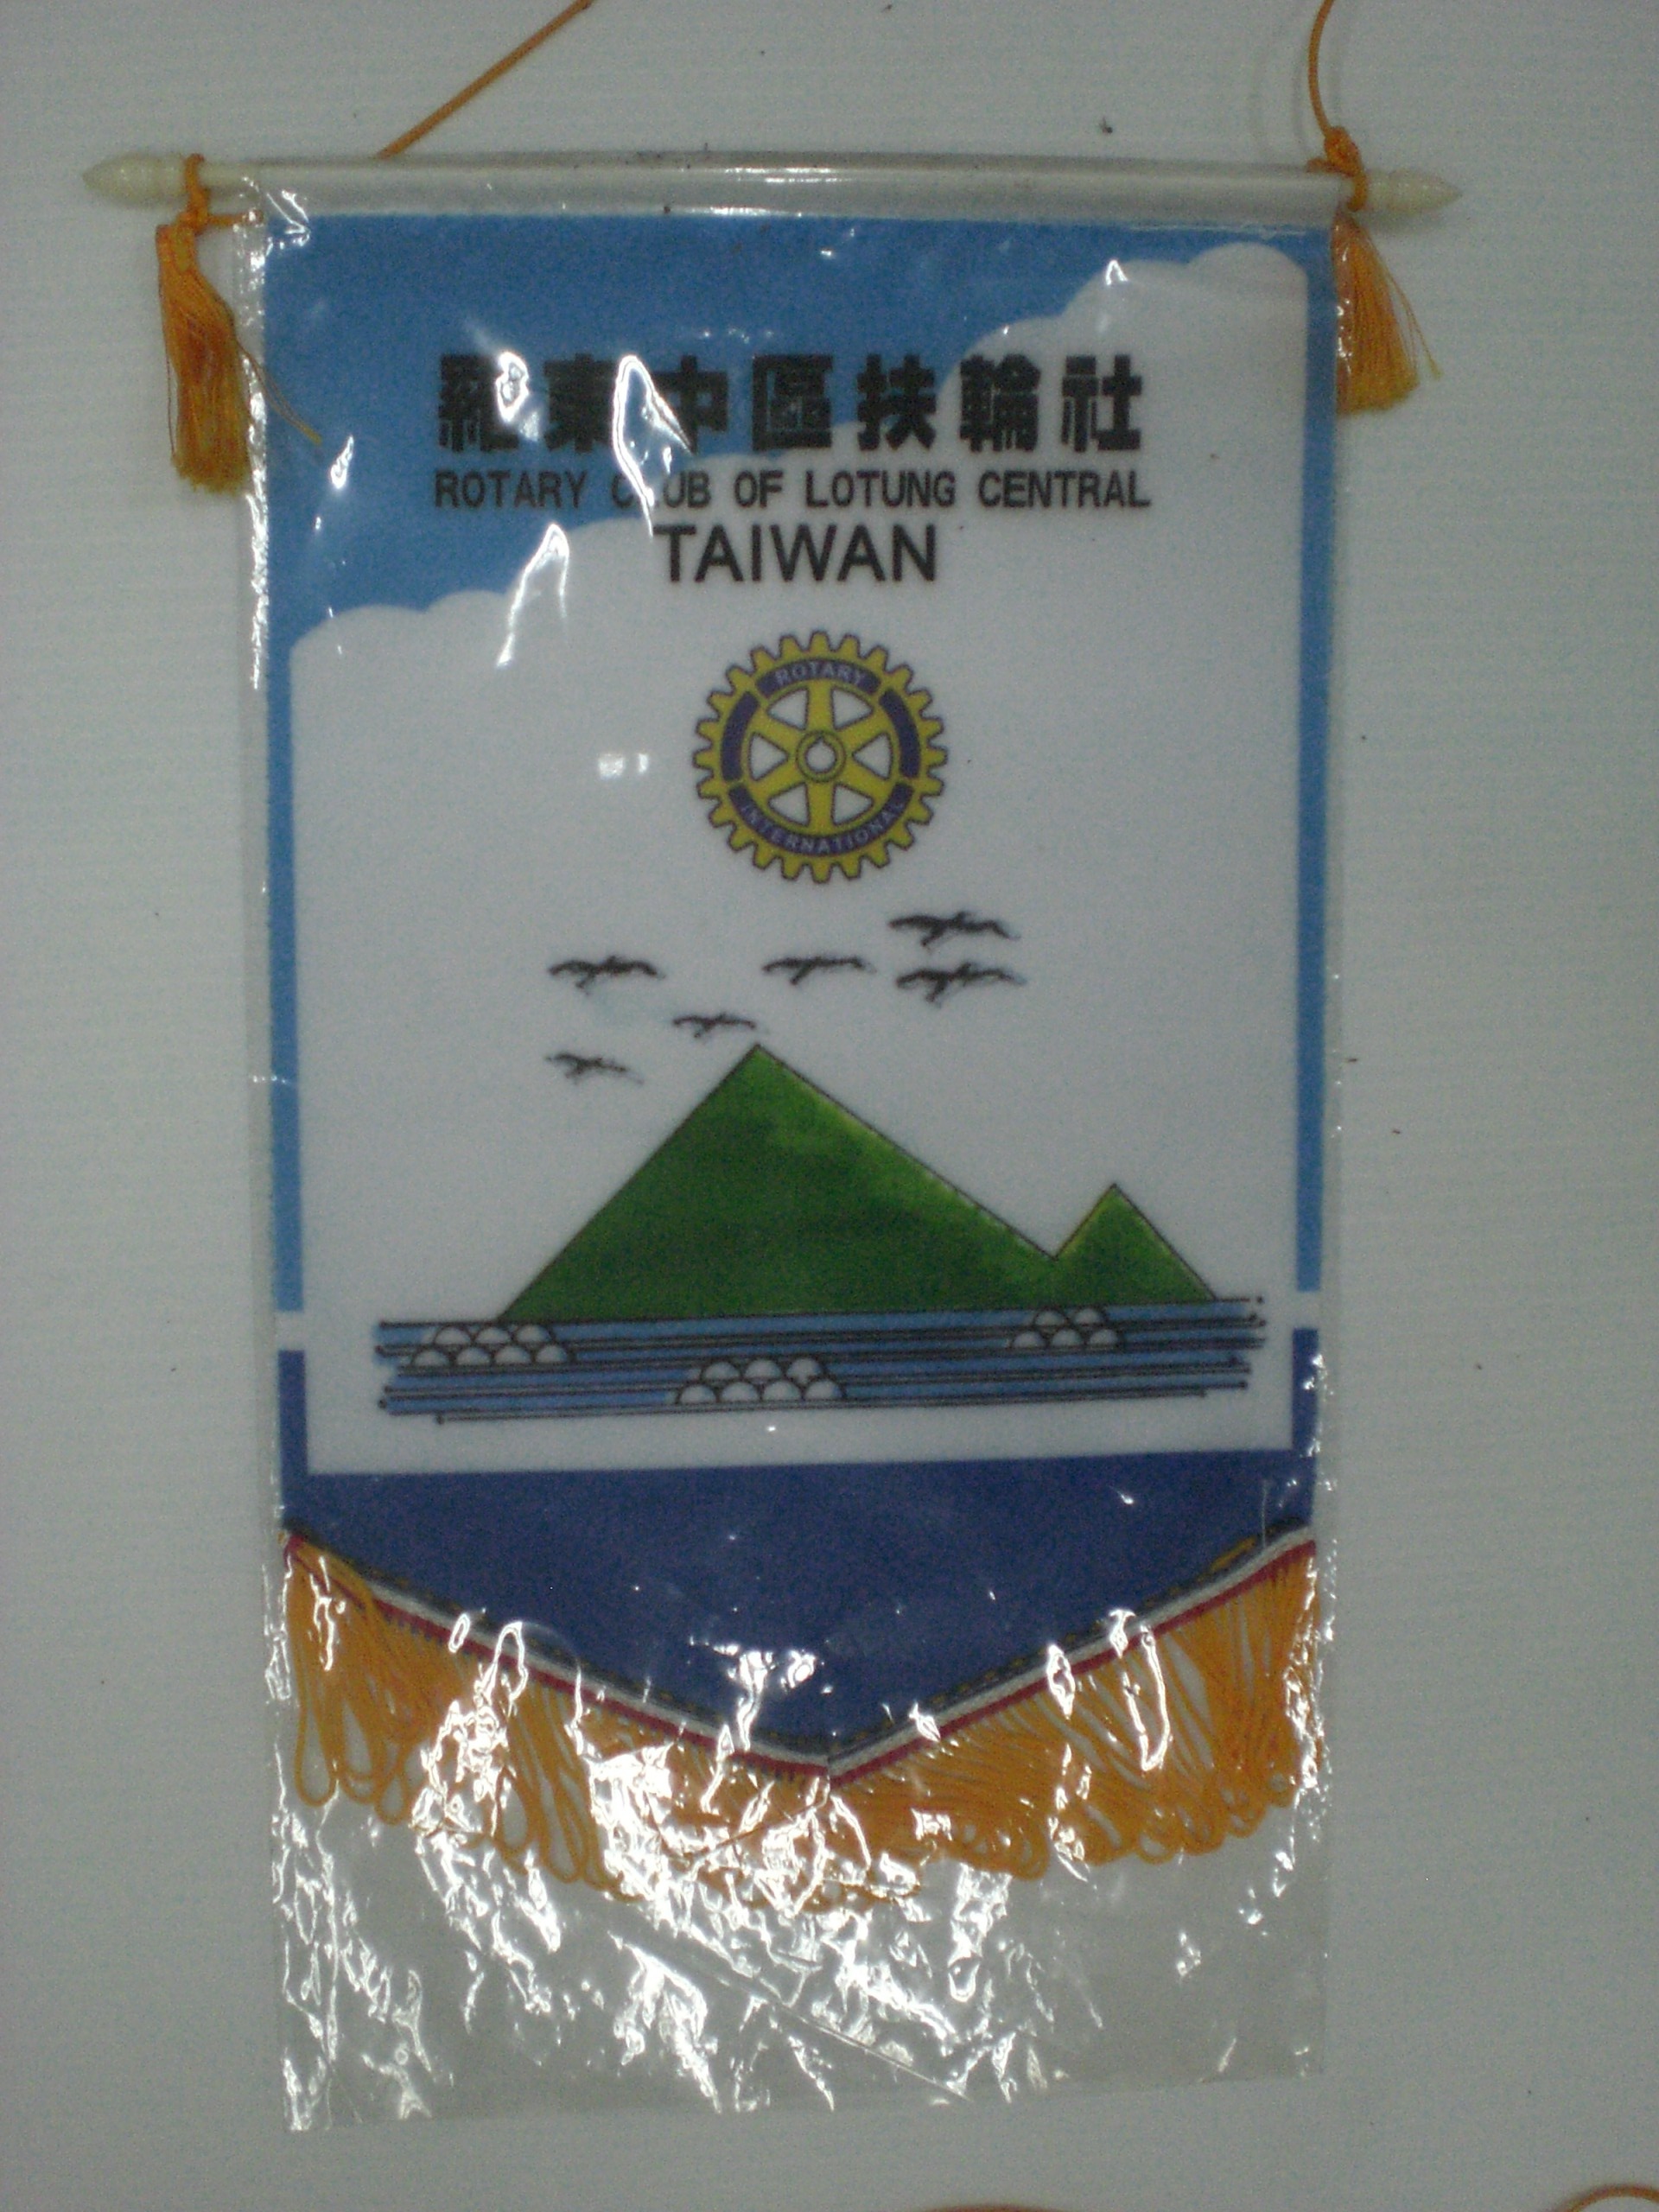 羅東中區扶輪社
ROTARY CLUB OF LOTUNG CENTRAL
TAIWAN
ROTARY
INTERNATIONAL